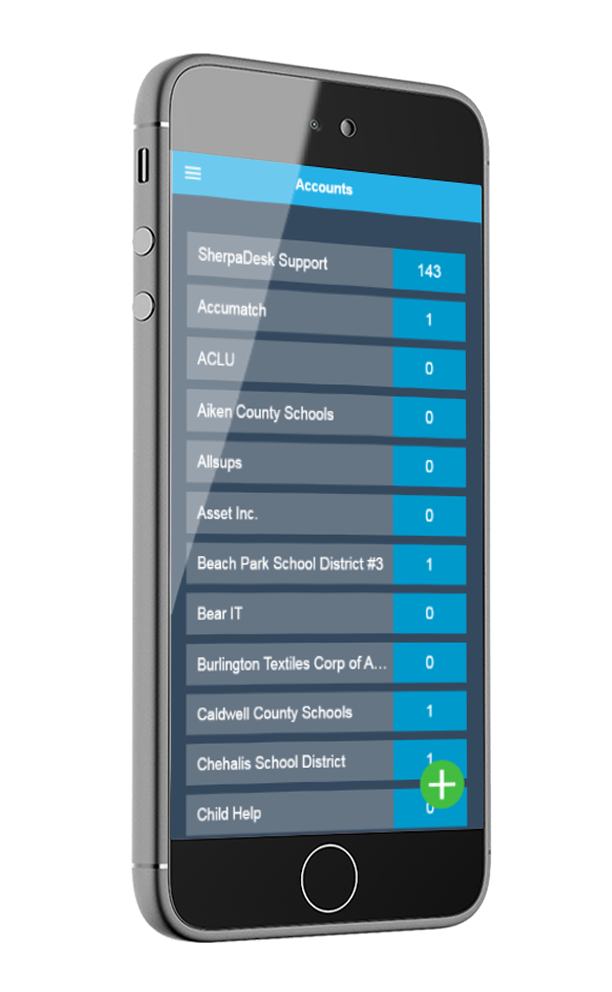 Accounts
SherpaDesk Support 143
Accumatch 1
ACLU 0
Aiken County Schools 0
Allsups 0
Asset Inc. 0
Beach Park School District #3 1
Bear IT 0
Burlington Textiles Corp of A... 0
Caldwell County Schools 1
Chehalis School District 1
Child Help 0